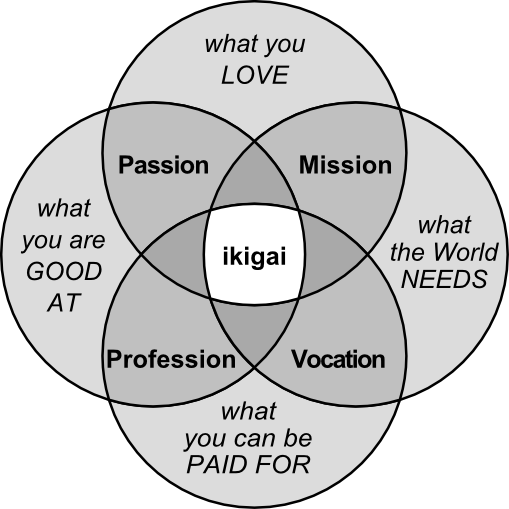 what you
LOVE
Passion
Mission
what
you are
GOOD
AT
ikigai
what
the World
NEEDS
Profession
Vocation
what
you can be
PAID FOR